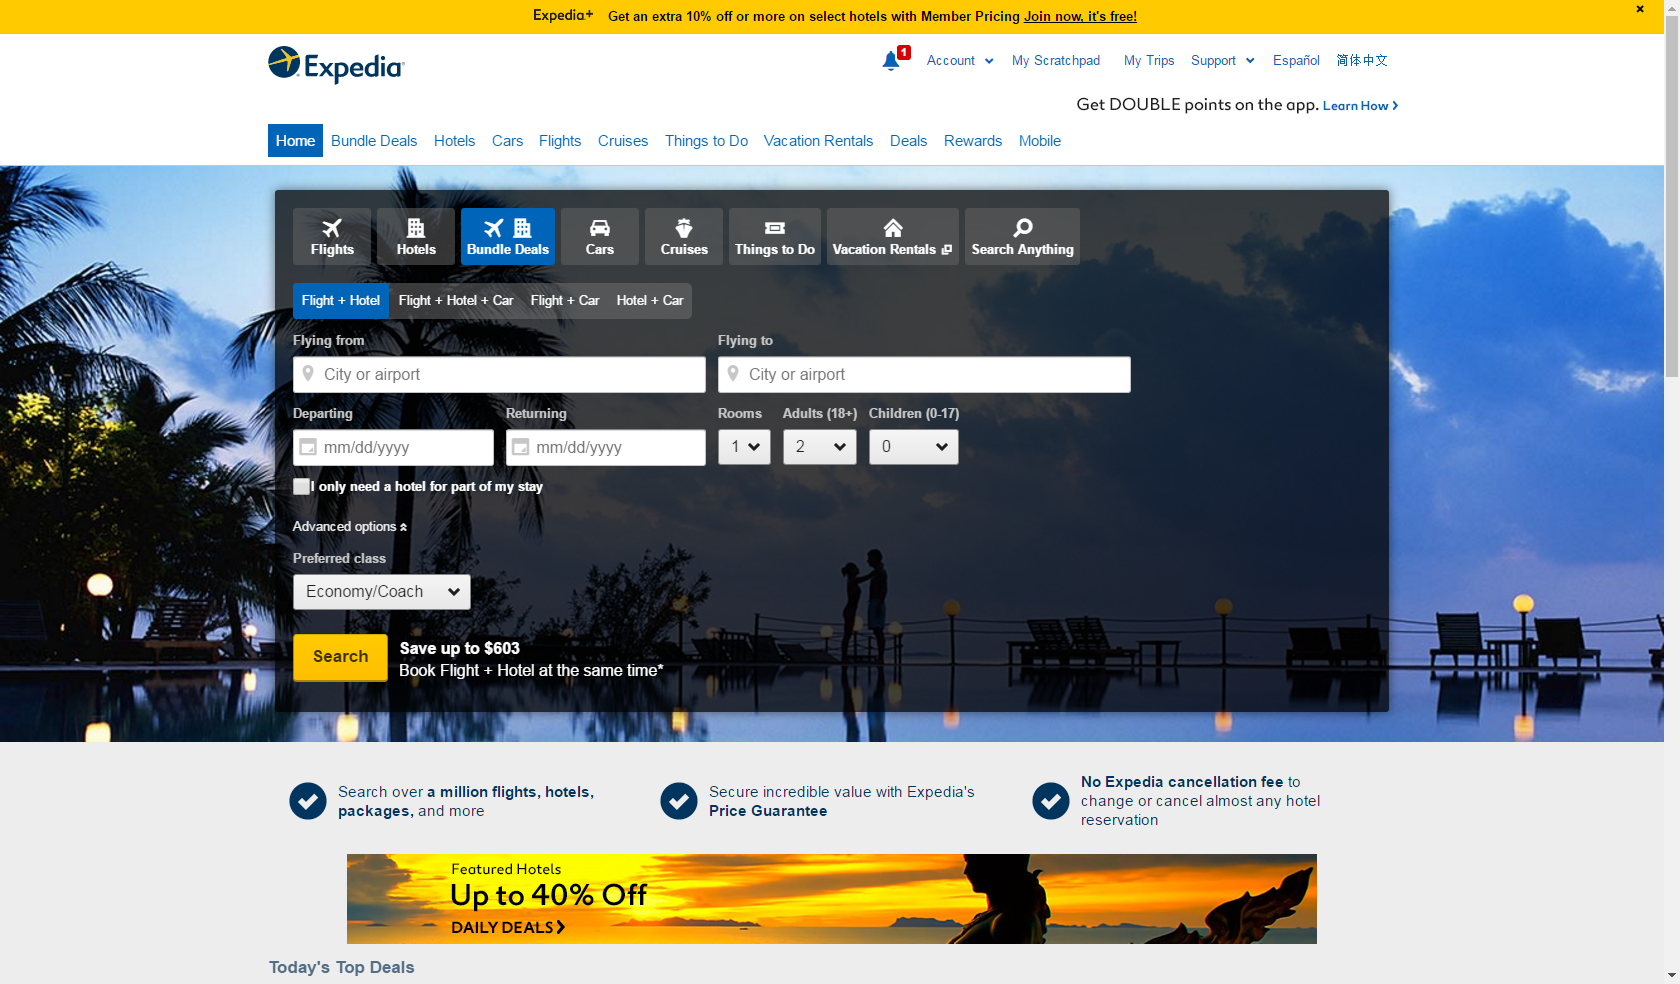 Expedia+ Get an extra 10% off or more on select hotels with Member Pricing Join now, it's free!
Expedia
1 Account My Scratchpad My Trips Support Español 简体中文
Get DOUBLE points on the app. Learn How
Home Bundle Deals Hotels Cars Flights Cruises Things to Do Vacation Rentals Deals Rewards Mobile
Flights Hotels Bundle Deals Cars Cruises Things to Do Vacation Rentals Search Anything
Flight + Hotel Flight + Hotel + Car Flight + Car Hotel + Car
Flying from Flying to
City or airport City or airport
Departing Returning Rooms Adults (18+) Children (0-17)
mm/dd/yyyy mm/dd/yyyy 1 2 0
I only need a hotel for part of my stay
Advanced options
Preferred class
Economy/Coach
Search
Save up to $603
Book Flight + Hotel at the same time*
Search over a million flights, hotels,
packages, and more
Secure incredible value with Expedia's
Price Guarantee
No Expedia cancellation fee to
change or cancel almost any hotel
reservation
Featured Hotels
Up to 40% Off
DAILY DEALS
Today's Top Deals